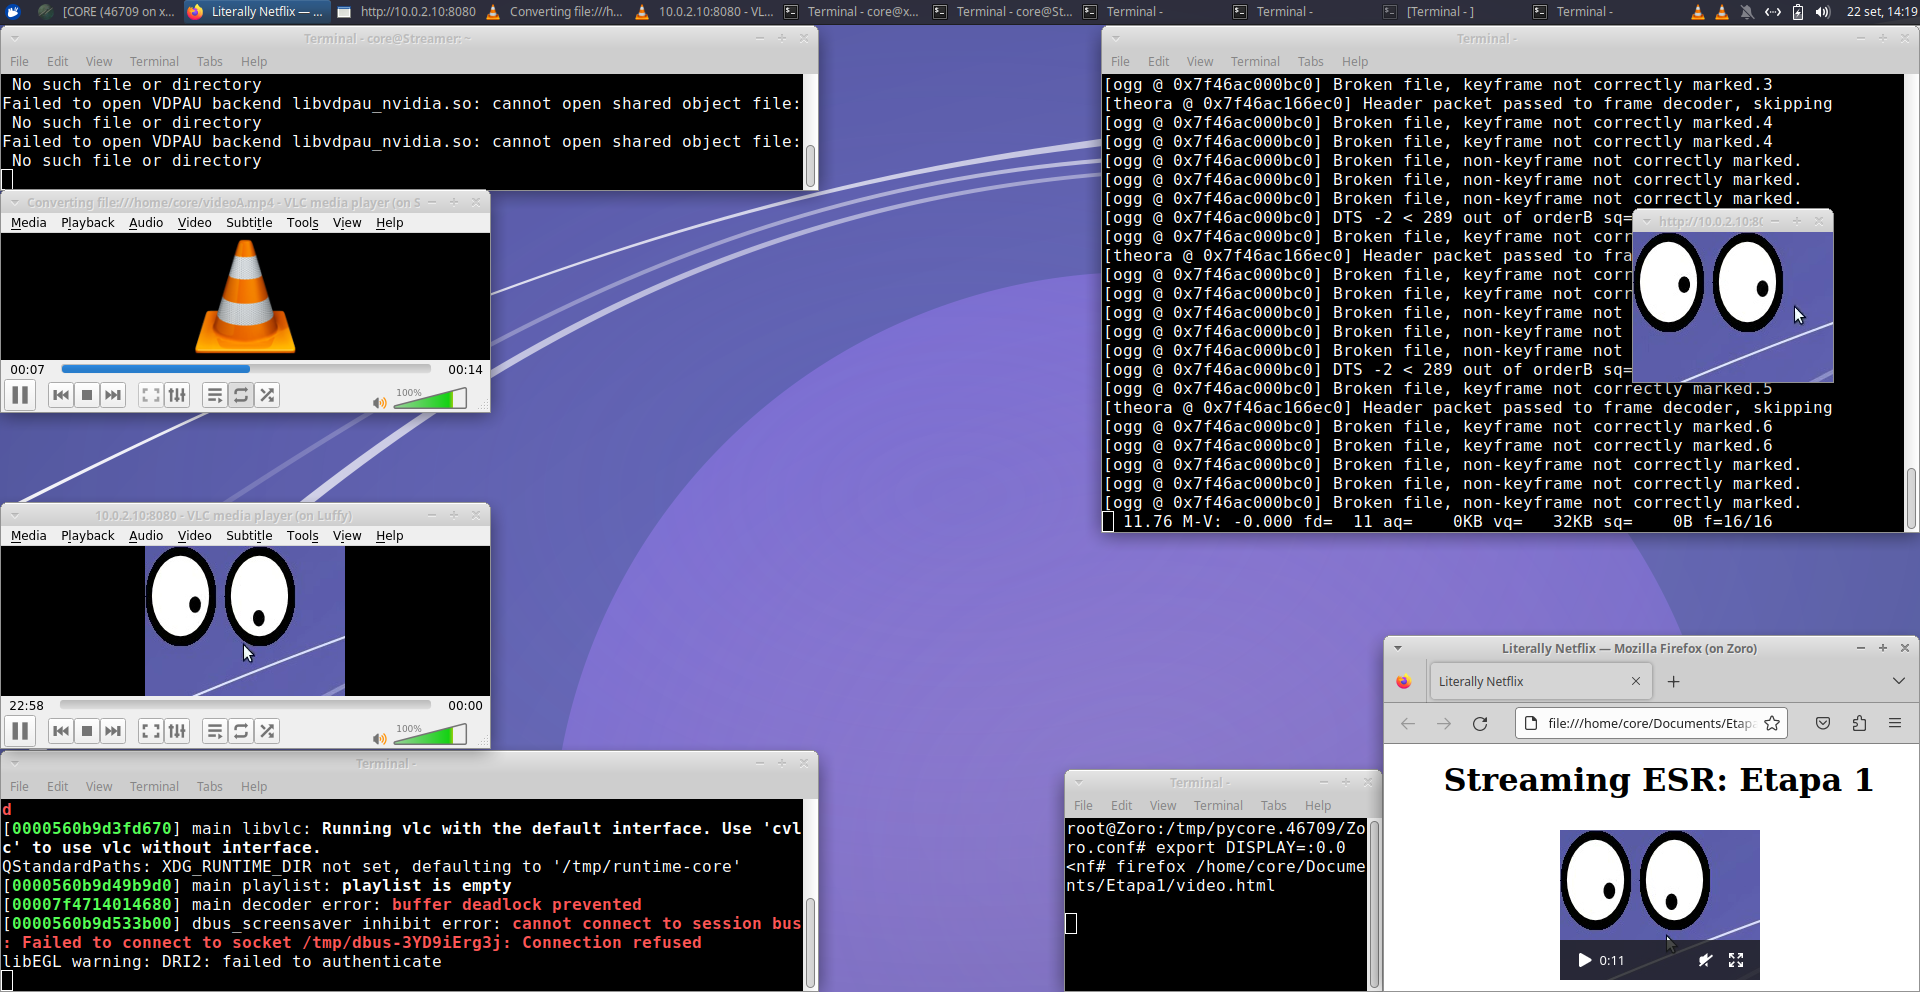 [CORE (46709 on x...
Literally Netflix — ...
http://10.0.2.10:8080
Converting file:///h...
10.0.2.10:8080 - VL...
Terminal - core@x...
Terminal - core@St...
Terminal -
Terminal -
[Terminal - ]
Terminal -
22 set, 14:19
Terminal - core@Streamer: ~
File Edit View Terminal Tabs Help
No such file or directory
Failed to open VDPAU backend libvdpau_nvidia.so: cannot open shared object file:
No such file or directory
Failed to open VDPAU backend libvdpau_nvidia.so: cannot open shared object file:
No such file or directory
Converting file:///home/core/videoA.mp4 - VLC media player (on S
Media Playback Audio Video Subtitle Tools View Help
00:07
00:14
100%
10.0.2.10:8080 - VLC media player (on Luffy)
Media Playback Audio Video Subtitle Tools View Help
22:58
00:00
100%
Terminal -
File Edit View Terminal Tabs Help
d
[0000560b9d3fd670] main libvlc: Running vlc with the default interface. Use 'cvl
c' to use vlc without interface.
QStandardPaths: XDG_RUNTIME_DIR not set, defaulting to '/tmp/runtime-core'
[0000560b9d49b9d0] main playlist: playlist is empty
[00007f4714014680] main decoder error: buffer deadlock prevented
[0000560b9d533b00] dbus_screensaver inhibit error: cannot connect to session bus
: Failed to connect to socket /tmp/dbus-3YD9iErg3j: Connection refused
libEGL warning: DRI2: failed to authenticate
Terminal -
File Edit View Terminal Tabs Help
[ogg @ 0x7f46ac000bc0] Broken file, keyframe not correctly marked.3
[theora @ 0x7f46ac166ec0] Header packet passed to frame decoder, skipping
[ogg @ 0x7f46ac000bc0] Broken file, keyframe not correctly marked.4
[ogg @ 0x7f46ac000bc0] Broken file, keyframe not correctly marked.4
[ogg @ 0x7f46ac000bc0] Broken file, non-keyframe not correctly marked.
[ogg @ 0x7f46ac000bc0] Broken file, non-keyframe not correctly marked.
[ogg @ 0x7f46ac000bc0] Broken file, non-keyframe not correctly marked.
[ogg @ 0x7f46ac000bc0] DTS -2 < 289 out of orderB sq=
[ogg @ 0x7f46ac000bc0] Broken file, keyframe not corr
[theora @ 0x7f46ac166ec0] Header packet passed to fra
[ogg @ 0x7f46ac000bc0] Broken file, keyframe not corr
[ogg @ 0x7f46ac000bc0] Broken file, keyframe not corr
[ogg @ 0x7f46ac000bc0] Broken file, non-keyframe not
[ogg @ 0x7f46ac000bc0] Broken file, non-keyframe not
[ogg @ 0x7f46ac000bc0] Broken file, non-keyframe not
[ogg @ 0x7f46ac000bc0] DTS -2 < 289 out of orderB sq=
[ogg @ 0x7f46ac000bc0] Broken file, keyframe not correctly marked.5
[theora @ 0x7f46ac166ec0] Header packet passed to frame decoder, skipping
[ogg @ 0x7f46ac000bc0] Broken file, keyframe not correctly marked.6
[ogg @ 0x7f46ac000bc0] Broken file, keyframe not correctly marked.6
[ogg @ 0x7f46ac000bc0] Broken file, non-keyframe not correctly marked.
[ogg @ 0x7f46ac000bc0] Broken file, non-keyframe not correctly marked.
[ogg @ 0x7f46ac000bc0] Broken file, non-keyframe not correctly marked.
11.76 M-V: -0.000 fd= 11 aq= 0KB vq= 32KB sq= 0B f=16/16
http://10.0.2.10:8
Terminal -
File Edit View Terminal Tabs Help
root@Zoro:/tmp/pycore.46709/Zo
ro.conf# export DISPLAY=:0.0
<nf# firefox /home/core/Docume
nts/Etapa1/video.html
Literally Netflix — Mozilla Firefox (on Zoro)
Literally Netflix
file:///home/core/Documents/Etapa
Streaming ESR: Etapa 1
0:11